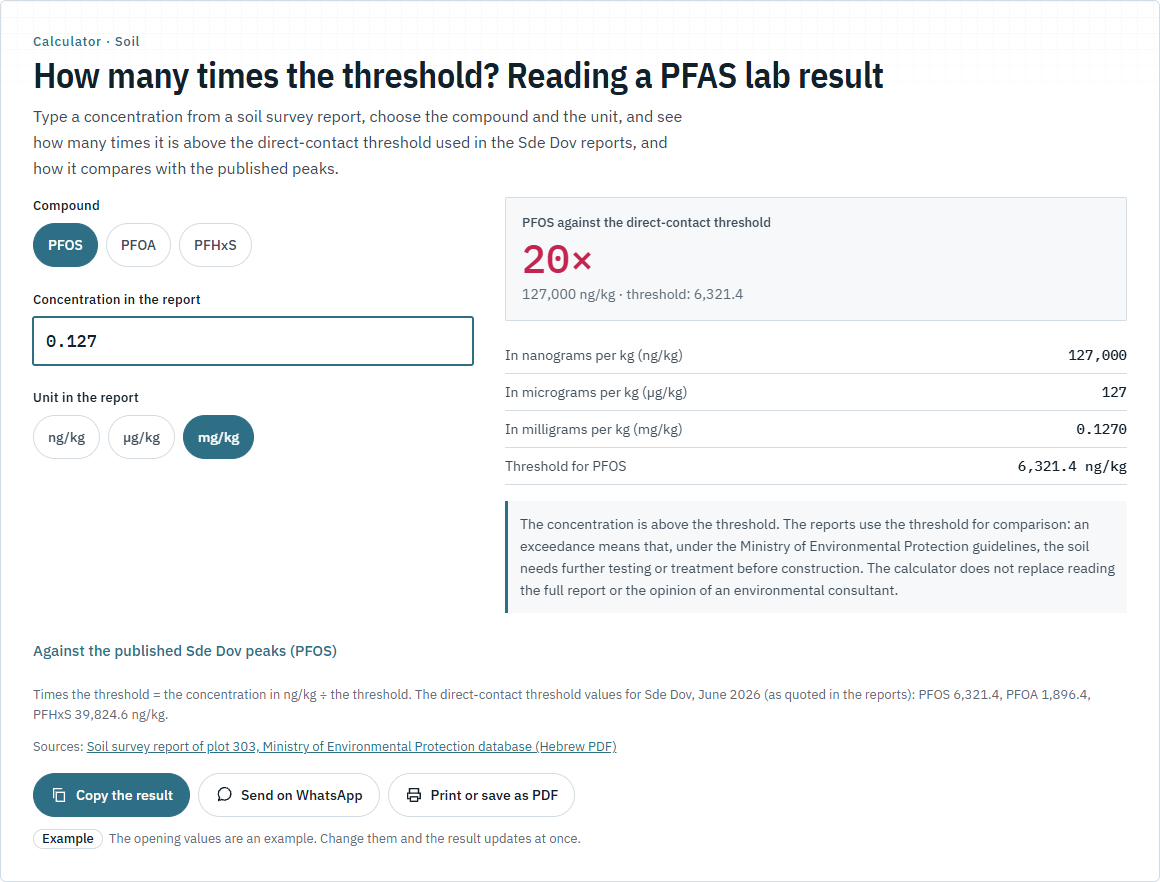 Calculator · Soil
How many times the threshold? Reading a PFAS lab result
Type a concentration from a soil survey report, choose the compound and the unit, and see
how many times it is above the direct-contact threshold used in the Sde Dov reports, and
how it compares with the published peaks.
Compound
PFOS PFOA PFHxS
Concentration in the report
0.127
Unit in the report
ng/kg µg/kg mg/kg
PFOS against the direct-contact threshold
20×
127,000 ng/kg · threshold: 6,321.4
In nanograms per kg (ng/kg) 127,000
In micrograms per kg (µg/kg) 127
In milligrams per kg (mg/kg) 0.1270
Threshold for PFOS 6,321.4 ng/kg
The concentration is above the threshold. The reports use the threshold for comparison: an
exceedance means that, under the Ministry of Environmental Protection guidelines, the soil
needs further testing or treatment before construction. The calculator does not replace reading
the full report or the opinion of an environmental consultant.
Against the published Sde Dov peaks (PFOS)
Times the threshold = the concentration in ng/kg ÷ the threshold. The direct-contact threshold values for Sde Dov, June 2026 (as quoted in the reports): PFOS 6,321.4, PFOA 1,896.4,
PFHxS 39,824.6 ng/kg.
Sources: Soil survey report of plot 303, Ministry of Environmental Protection database (Hebrew PDF)
Copy the result Send on WhatsApp Print or save as PDF
Example The opening values are an example. Change them and the result updates at once.